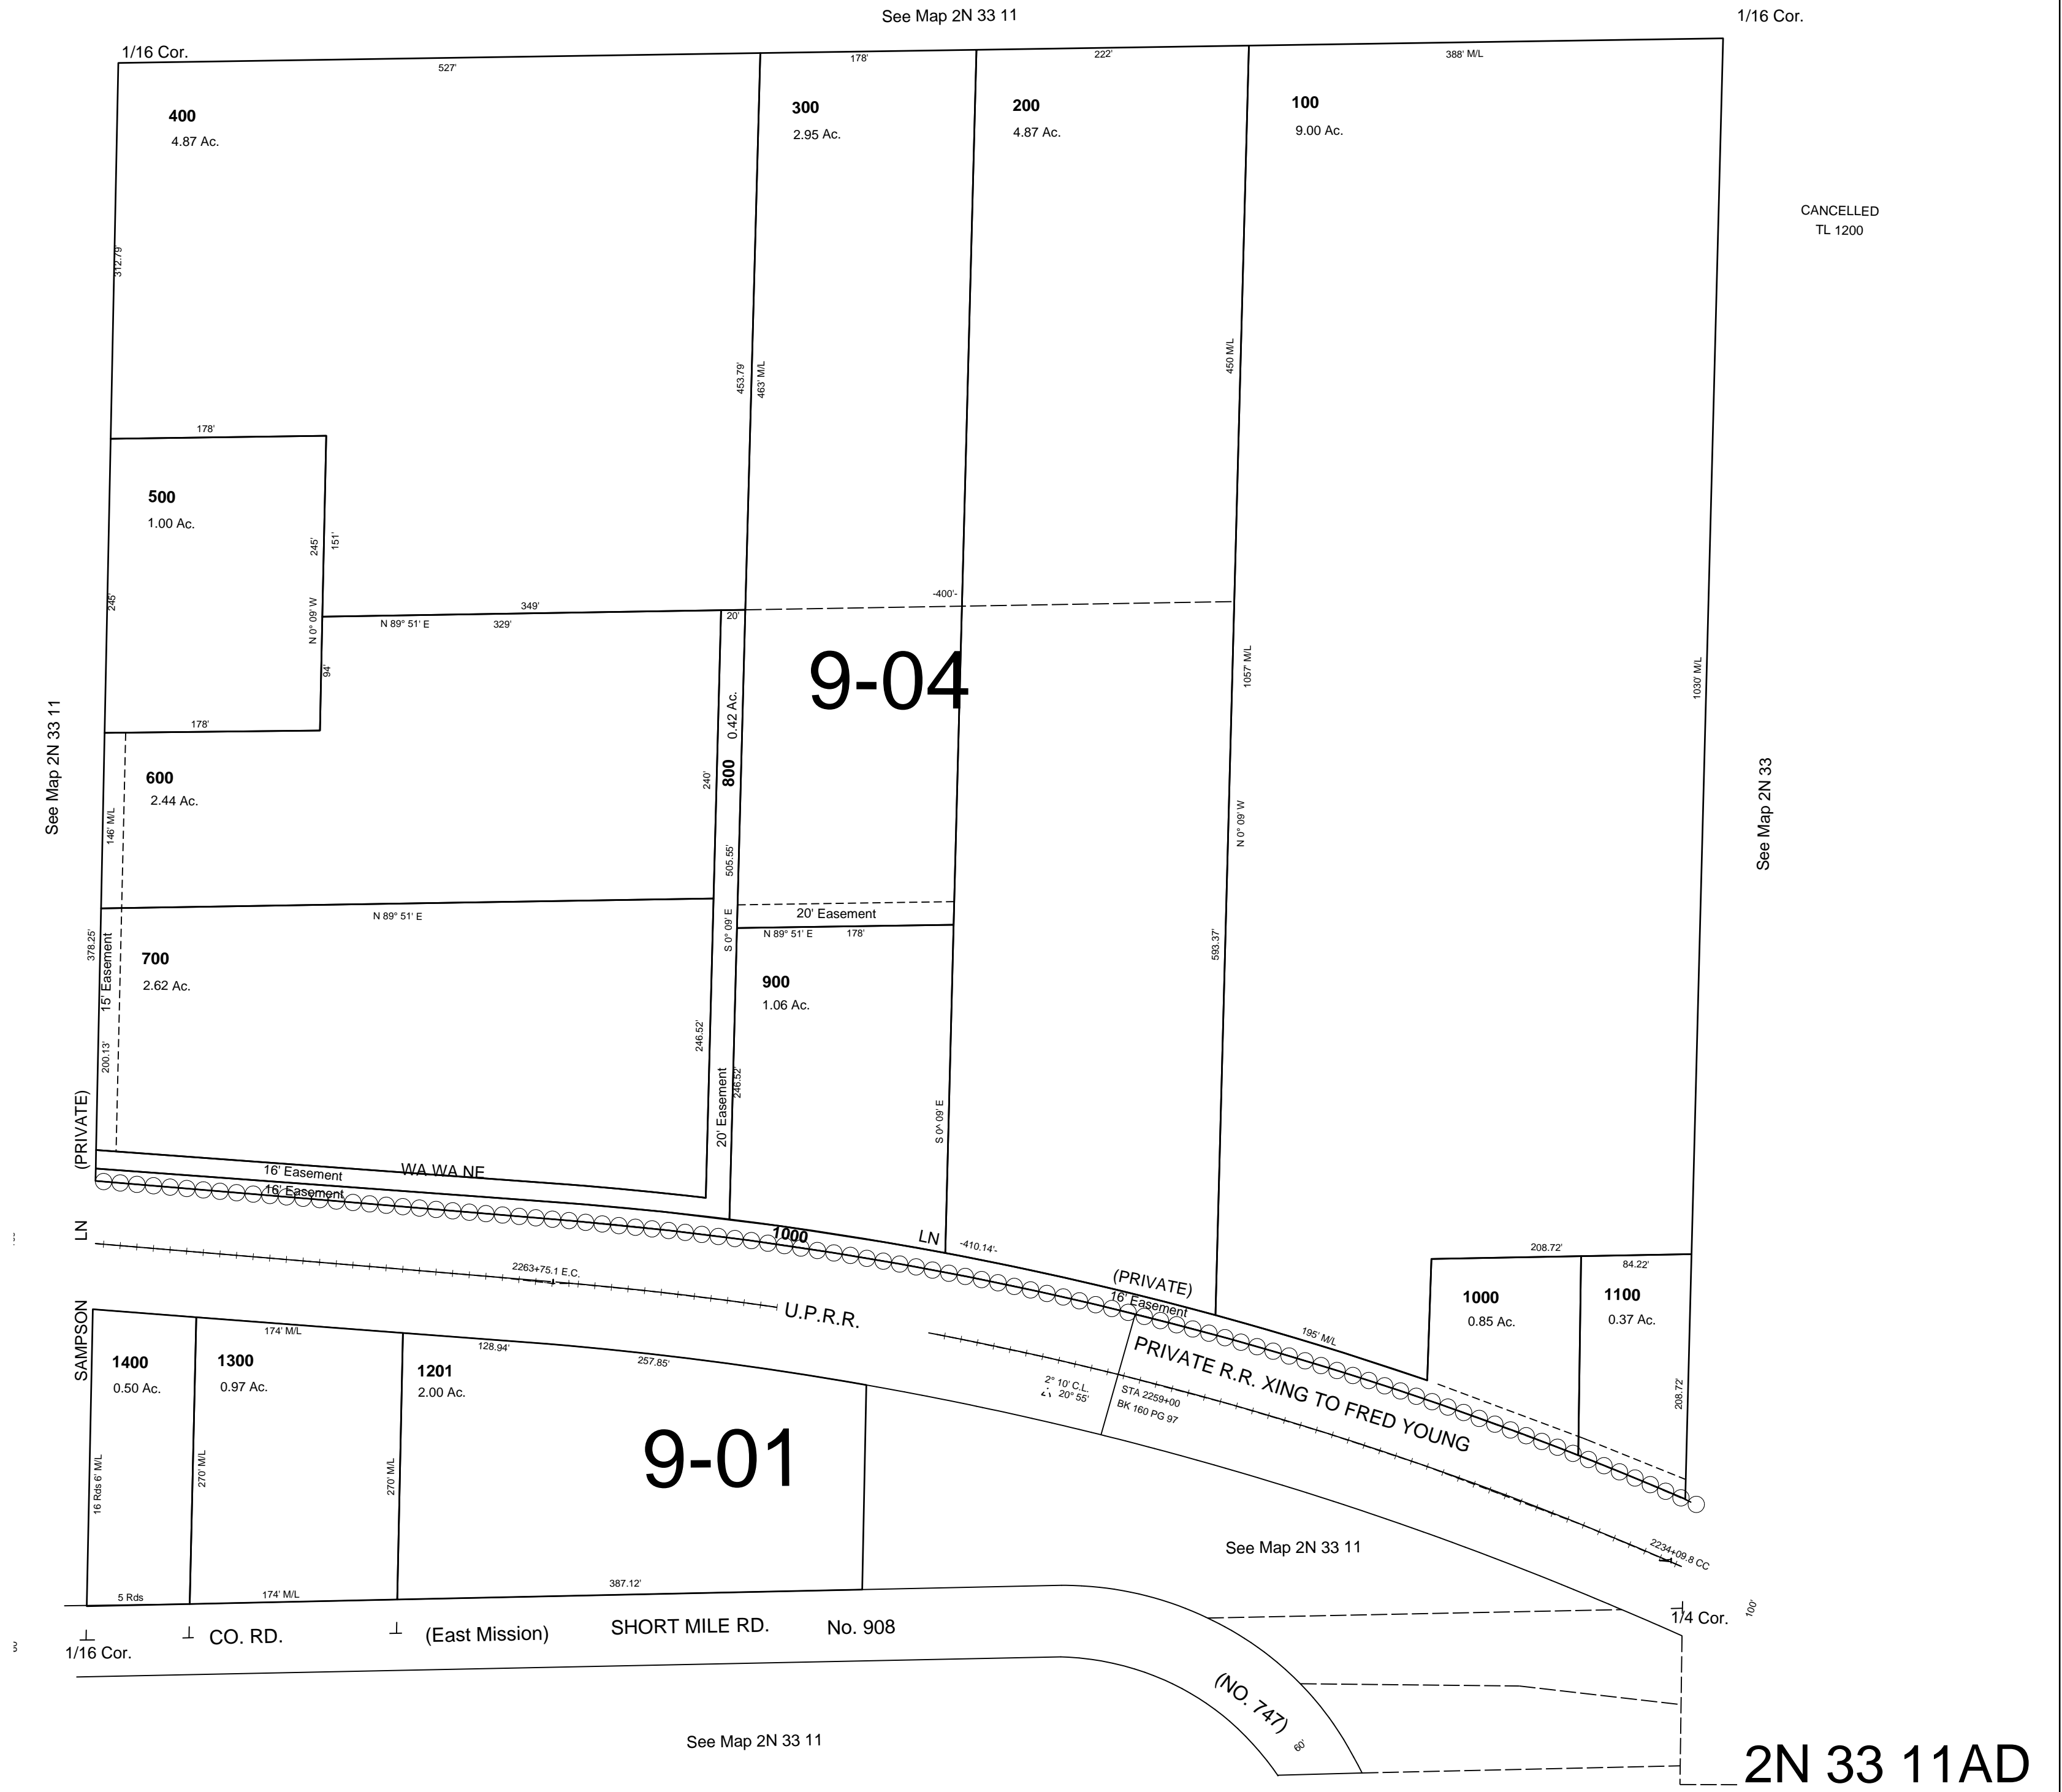 See Map 2N 33 11
1/16 Cor.
1/16 Cor.
527'
178'
222'
388' M/L
400
4.87 Ac.
300
2.95 Ac.
200
4.87 Ac.
100
9.00 Ac.
CANCELLED
TL 1200
312.79'
453.79'
463' M/L
450 M/L
178'
500
1.00 Ac.
245'
151'
245'
N 0° 09' W
94'
349'
N 89° 51' E
329'
20'
-400'-
9-04
1057' M/L
1030' M/L
See Map 2N 33 11
See Map 2N 33
178'
600
2.44 Ac.
146' M/L
240'
800
0.42 Ac.
505.55'
S 0° 09' E
N 0° 09' W
593.37'
20' Easement
N 89° 51' E
178'
N 89° 51' E
378.25'
15' Easement
700
2.62 Ac.
200.13'
246.52'
20' Easement
246.52'
900
1.06 Ac.
S 0^ 09' E
(PRIVATE)
LN
SAMPSON
16' Easement
WA WA NE
16' Easement
1000
LN
-410.14'-
(PRIVATE)
16' Easement
195' M/L
208.72'
84.22'
1000
0.85 Ac.
1100
0.37 Ac.
208.72'
2263+75.1 E.C.
U.P.R.R.
PRIVATE R.R. XING TO FRED YOUNG
2° 10' C.L.
20° 55'
STA 2259+00
BK 160 PG 97
2234+09.8 CC
174' M/L
128.94'
257.85'
1400
0.50 Ac.
1300
0.97 Ac.
1201
2.00 Ac.
16 Rds 6' M/L
270' M/L
270' M/L
9-01
See Map 2N 33 11
5 Rds
174' M/L
387.12'
1/4 Cor.
100'
1/16 Cor.
CO. RD.
(East Mission)
SHORT MILE RD.
No. 908
(NO. 747)
60'
See Map 2N 33 11
2N 33 11AD